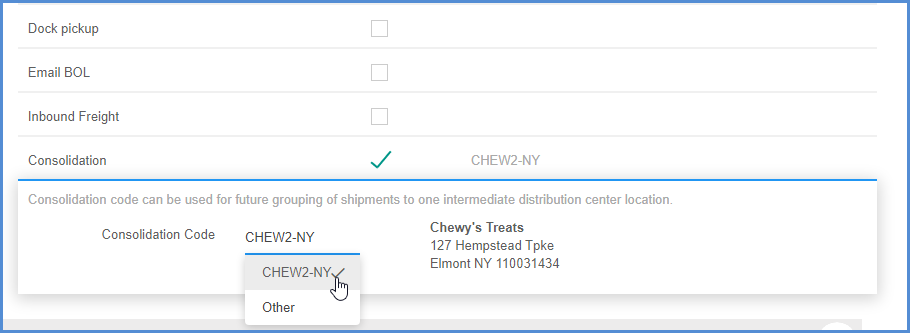 Dock pickup
Email BOL
Inbound Freight
Consolidation CHEW2-NY
Consolidation code can be used for future grouping of shipments to one intermediate distribution center location.
Consolidation Code CHEW2-NY
Chewy's Treats
127 Hempstead Tpke
Elmont NY 110031434
CHEW2-NY
Other